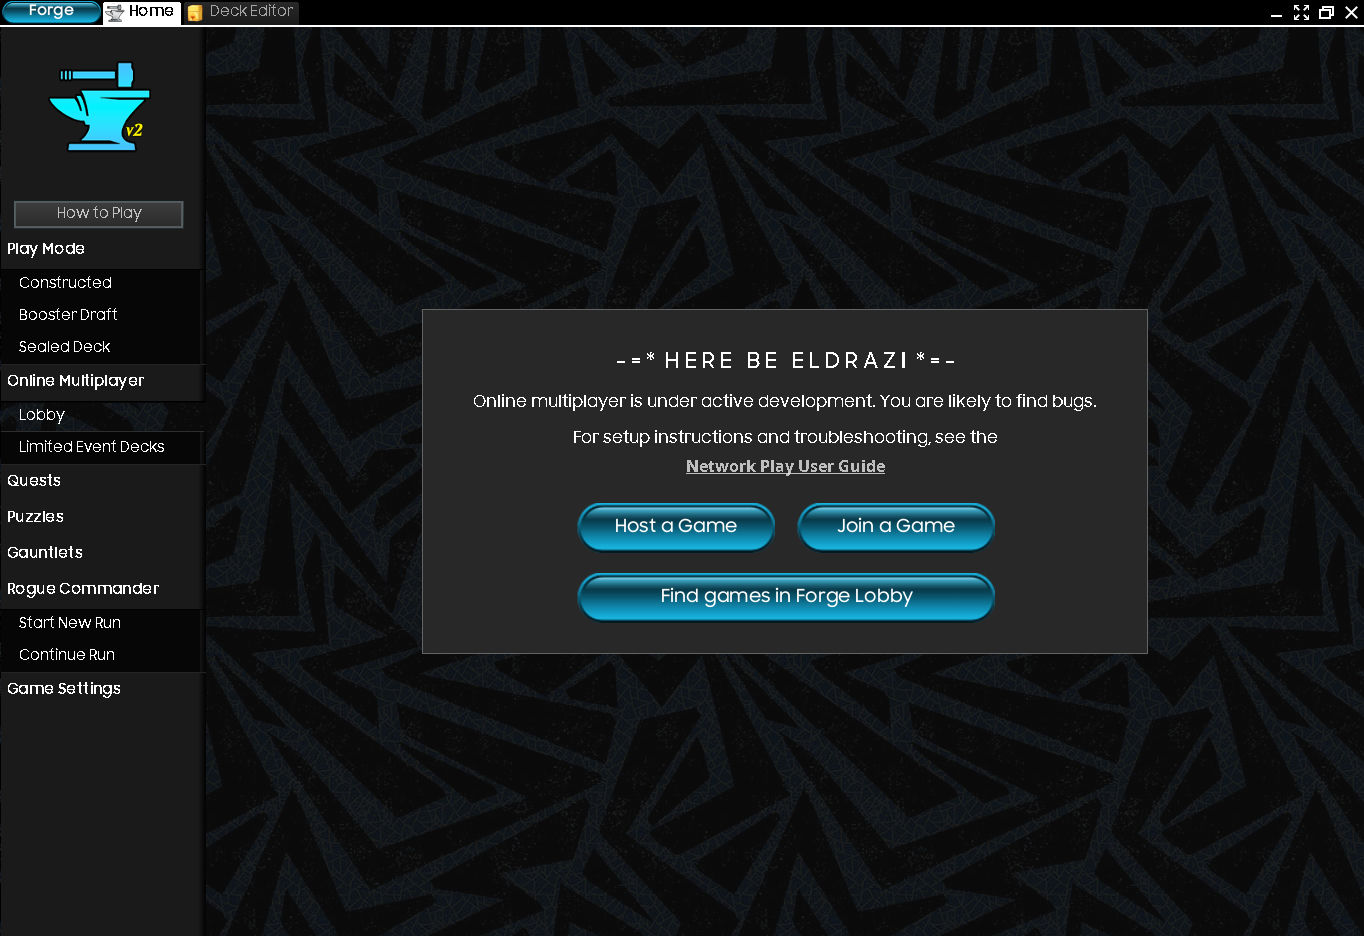 Forge
Home
Deck Editor
v2
How to Play
Play Mode
Constructed
Booster Draft
Sealed Deck
Online Multiplayer
Lobby
Limited Event Decks
Quests
Puzzles
Gauntlets
Rogue Commander
Start New Run
Continue Run
Game Settings
-=* HERE BE ELDRAZI *=-
Online multiplayer is under active development. You are likely to find bugs.
For setup instructions and troubleshooting, see the
Network Play User Guide
Host a Game
Join a Game
Find games in Forge Lobby